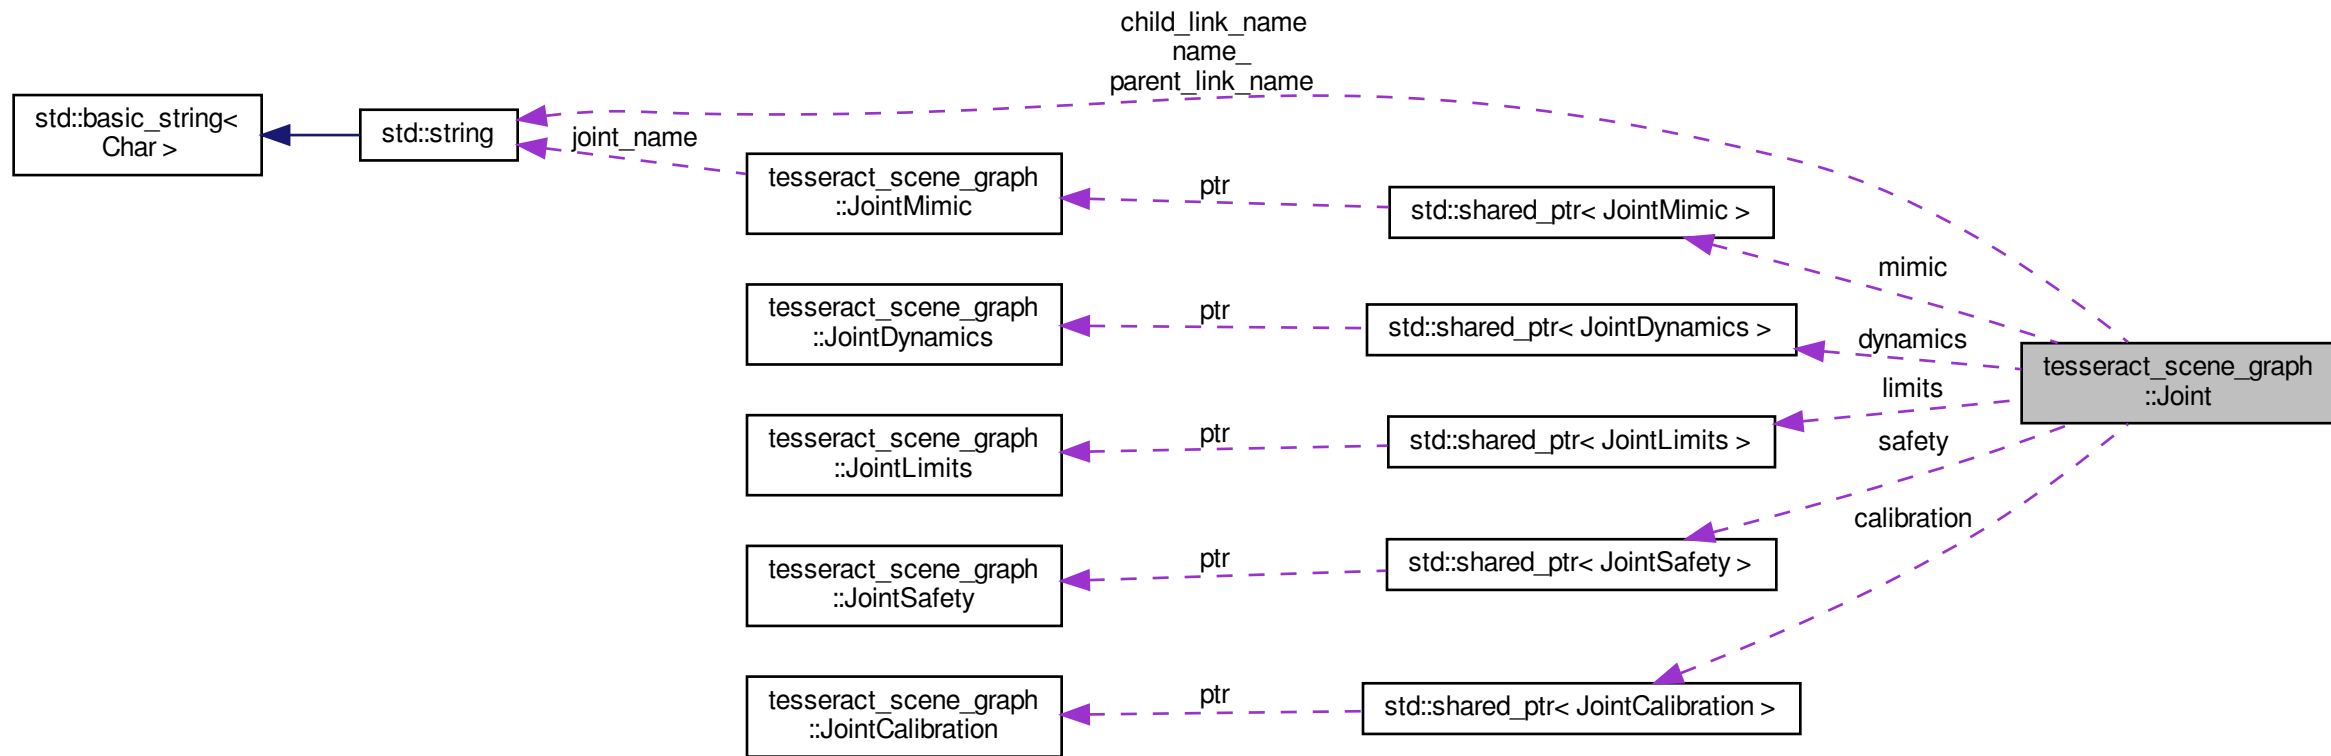 child_link_name
name_
parent_link_name
std::basic_string<
Char >
std::string
joint_name
tesseract_scene_graph
::JointMimic
ptr
std::shared_ptr< JointMimic >
mimic
tesseract_scene_graph
::JointDynamics
ptr
std::shared_ptr< JointDynamics >
dynamics
tesseract_scene_graph
::Joint
limits
tesseract_scene_graph
::JointLimits
ptr
std::shared_ptr< JointLimits >
safety
tesseract_scene_graph
::JointSafety
ptr
std::shared_ptr< JointSafety >
calibration
tesseract_scene_graph
::JointCalibration
ptr
std::shared_ptr< JointCalibration >